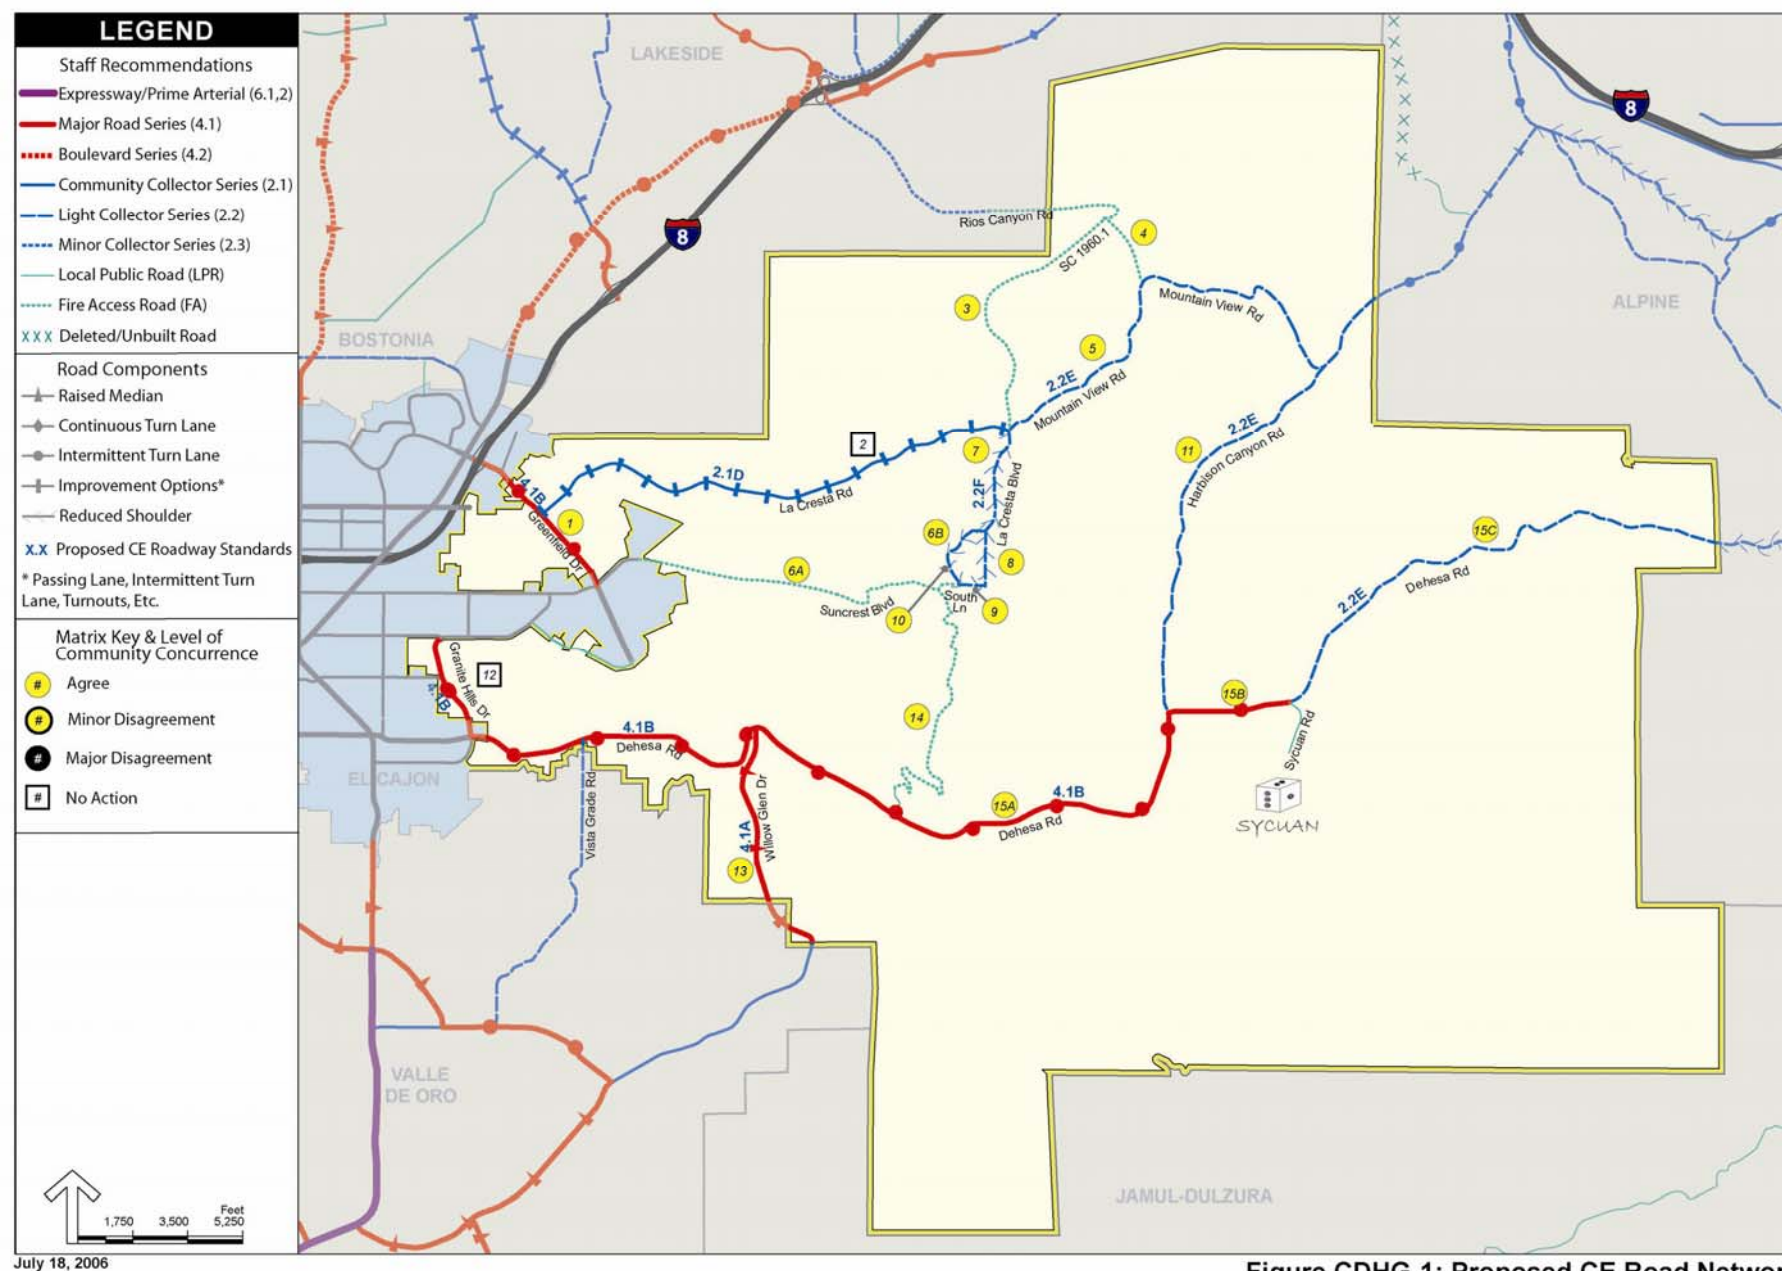 LEGEND
Staff Recommendations
Expressway/Prime Arterial (6.1,2)
Major Road Series (4.1)
Boulevard Series (4.2)
Community Collector Series (2.1)
Light Collector Series (2.2)
Minor Collector Series (2.3)
Local Public Road (LPR)
Fire Access Road (FA)
XXX Deleted/Unbuilt Road
Road Components
Raised Median
Continuous Turn Lane
Intermittent Turn Lane
Improvement Options*
Reduced Shoulder
X.X Proposed CE Roadway Standards
* Passing Lane, Intermittent Turn
Lane, Turnouts, Etc.
Matrix Key & Level of
Community Concurrence
# Agree
# Minor Disagreement
# Major Disagreement
# No Action
Feet
1,750 3,500 5,250
July 18, 2006
LAKESIDE
8
8
Rios Canyon Rd
SC 1960.1
4
3
Mountain View Rd
ALPINE
BOSTONIA
5
2.2E
Mountain View Rd
2
7
2.1D
La Cresta Rd
4.1B
Greenfield Dr
1
2.2F
La Cresta Blvd
11
2.2E
Harbison Canyon Rd
6B
8
6A
Suncrest Blvd
South
Ln
10
9
15C
Dehesa Rd
2.2E
Granite Hills Dr
4.1B
12
14
15B
Sycuan Rd
4.1B
Dehesa Rd
EL CAJON
Vista Grade Rd
4.1A
Willow Glen Dr
13
15A
4.1B
Dehesa Rd
SYCUAN
VALLE
DE ORO
JAMUL-DULZURA